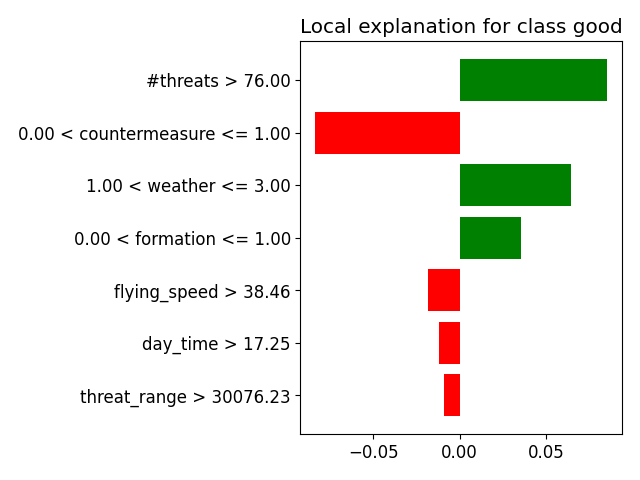 Local explanation for class good
#threats > 76.00
0.00 < countermeasure <= 1.00
1.00 < weather <= 3.00
0.00 < formation <= 1.00
flying_speed > 38.46
day_time > 17.25
threat_range > 30076.23
−0.05 0.00 0.05